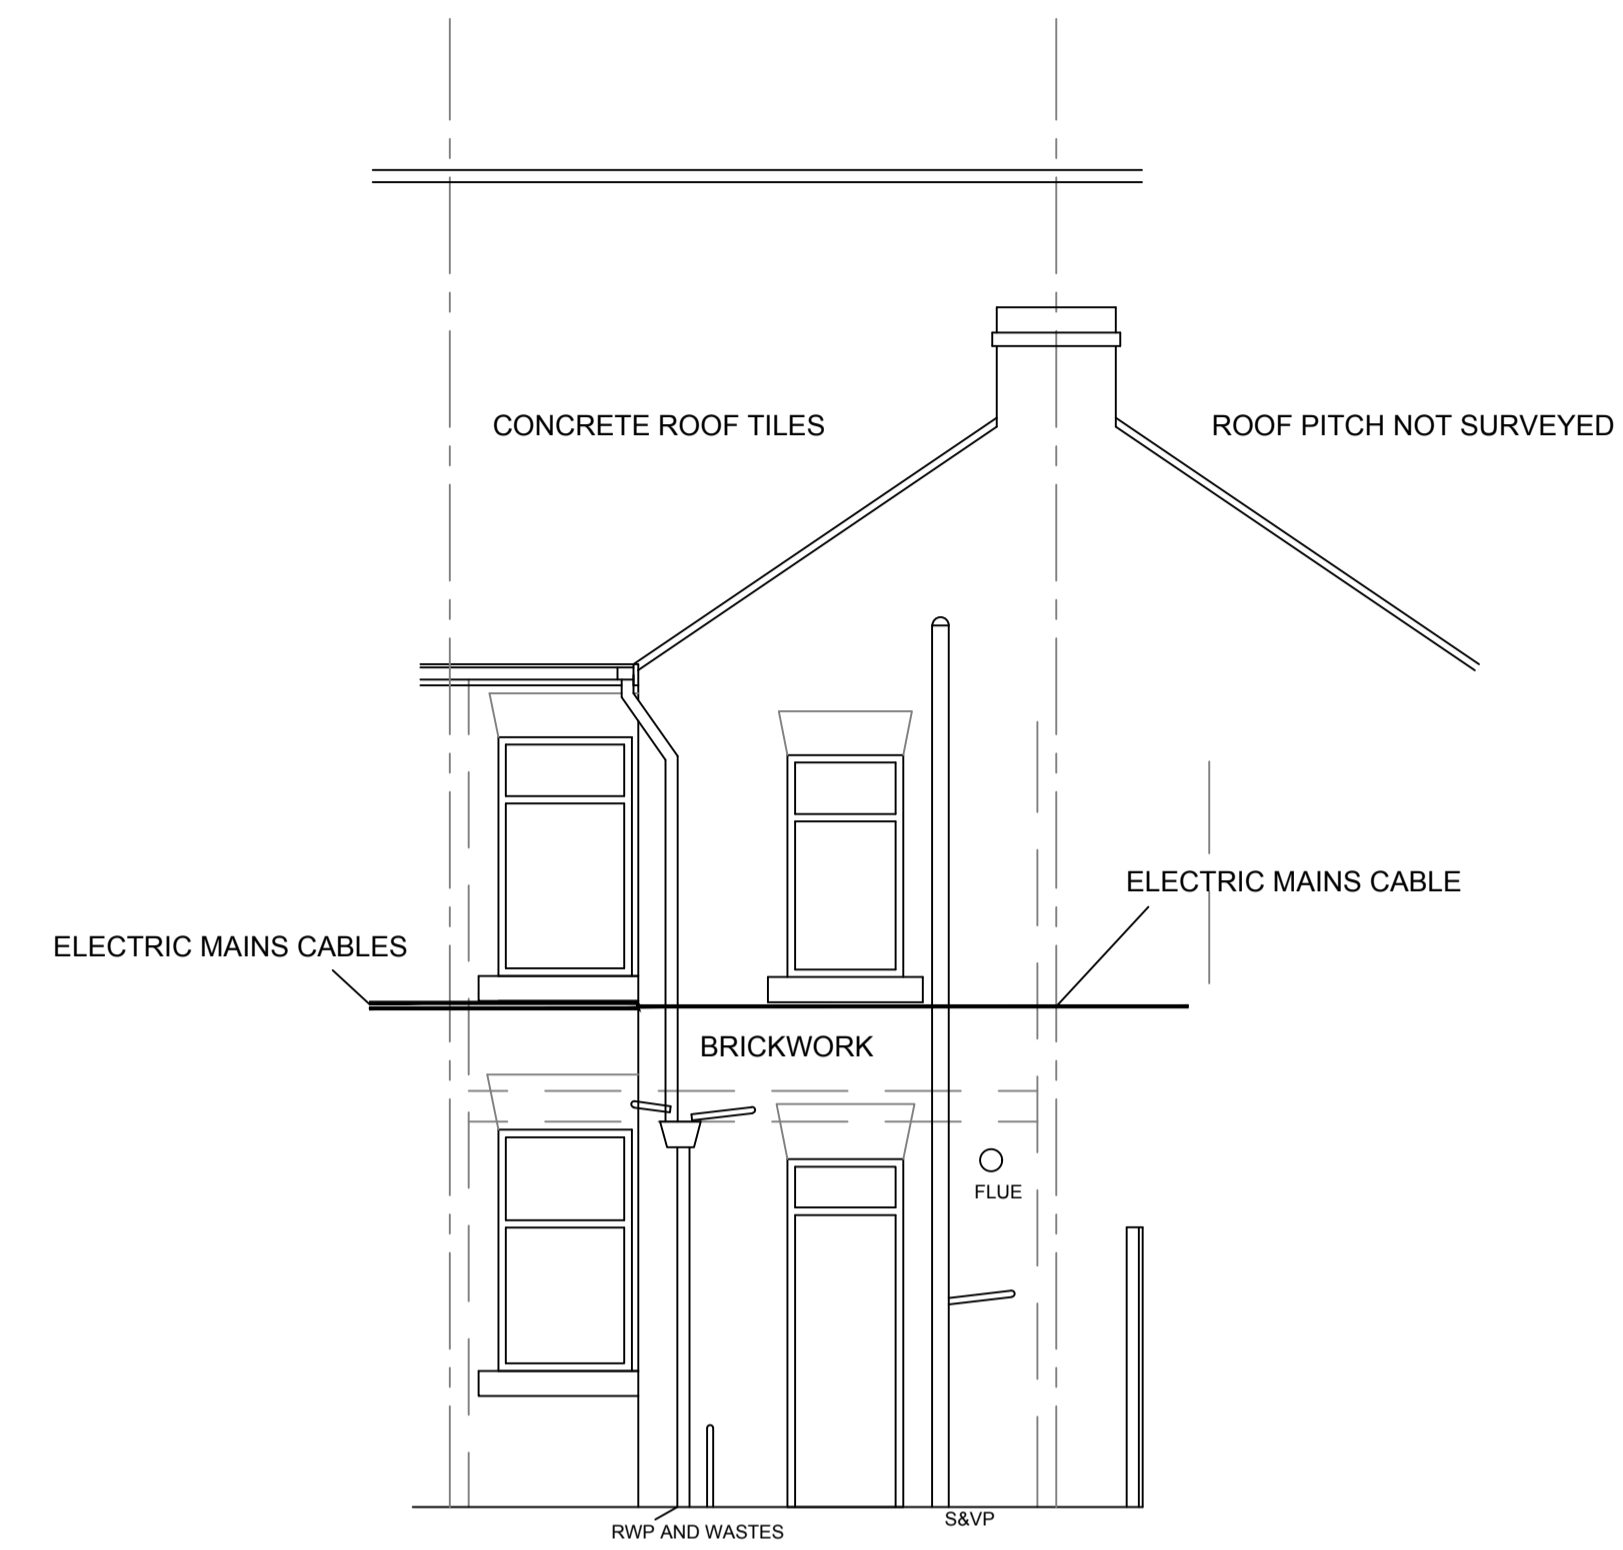 CONCRETE ROOF TILES
ROOF PITCH NOT SURVEYED
ELECTRIC MAINS CABLE
ELECTRIC MAINS CABLES
BRICKWORK
FLUE
S&VP
RWP AND WASTES